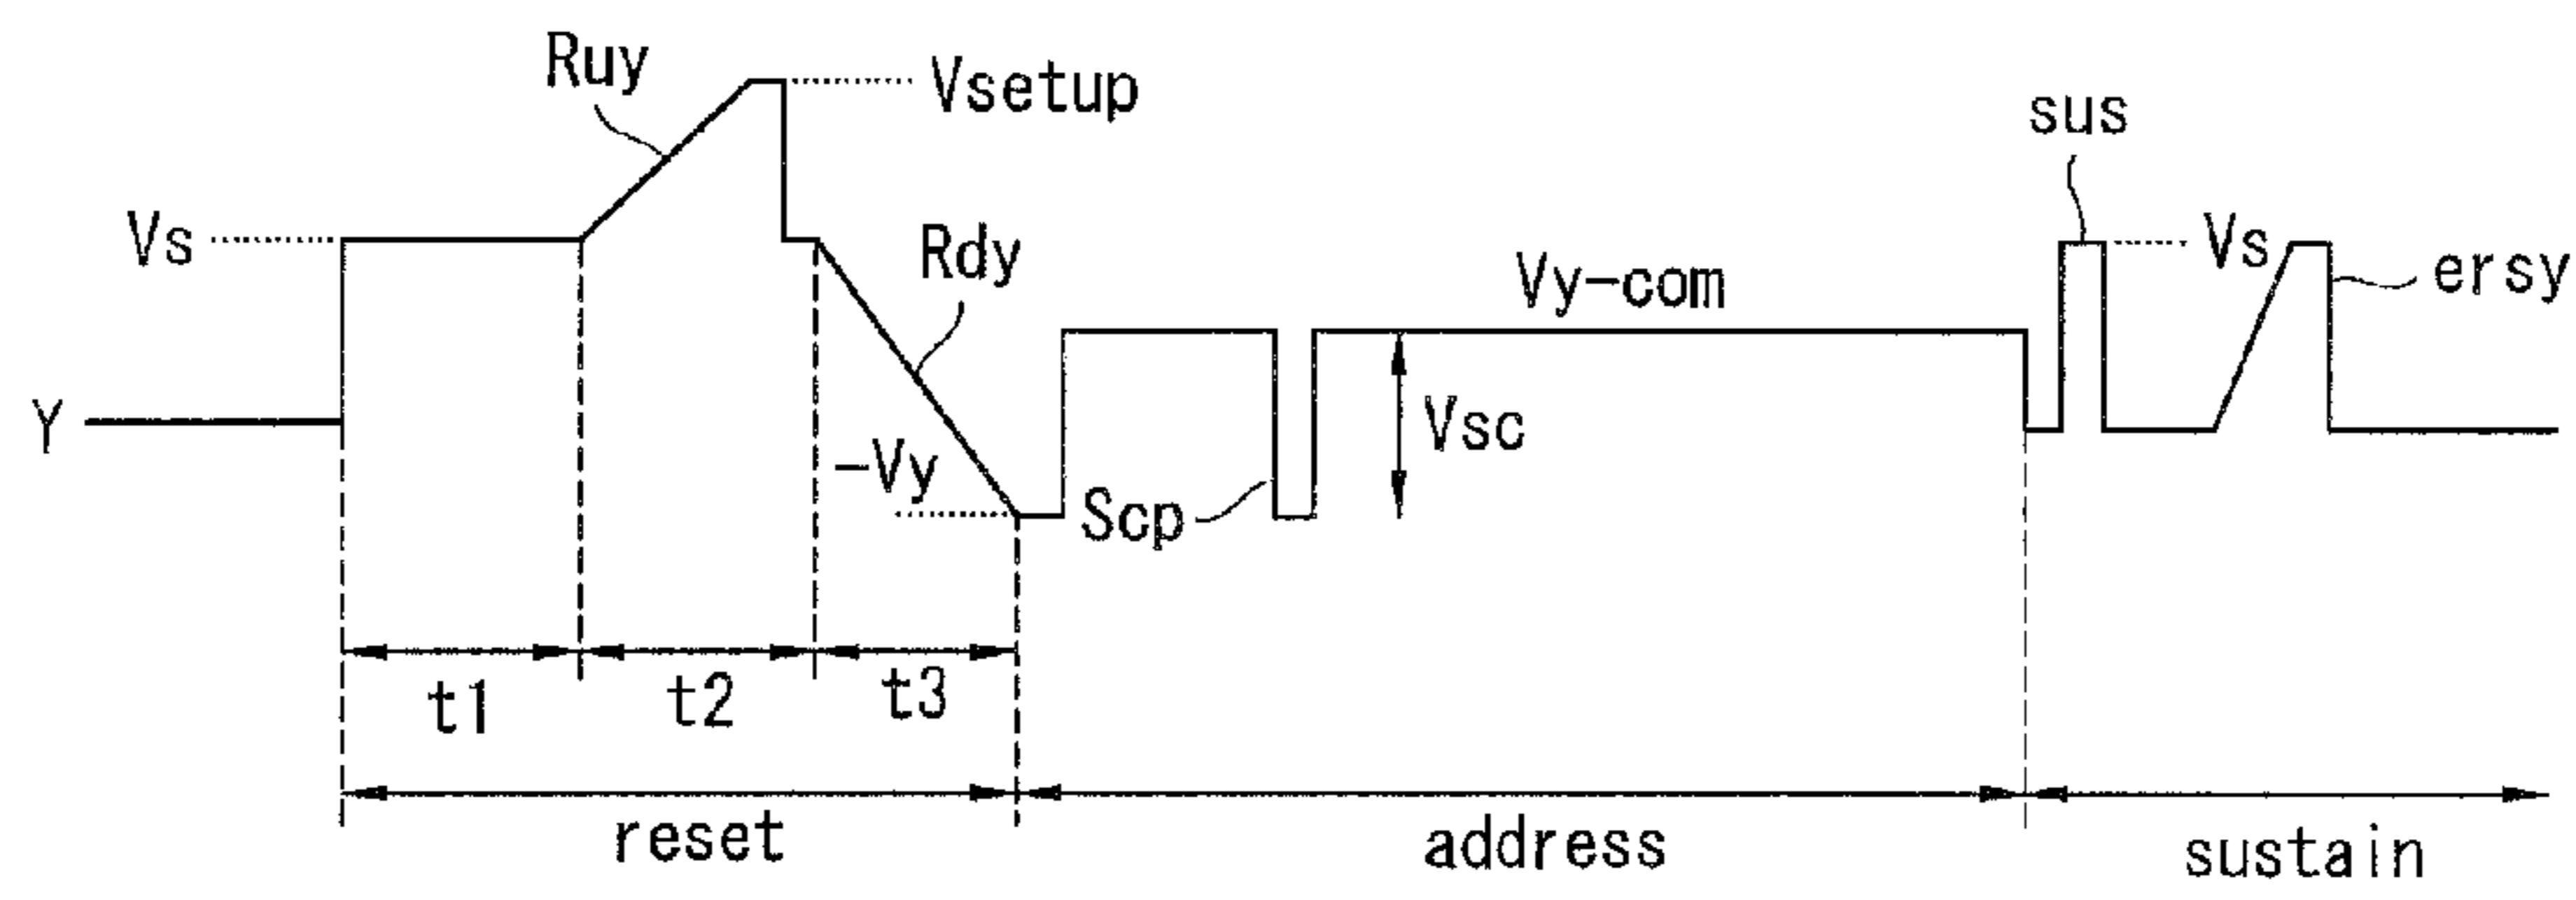 Ruy
Vsetup
sus
Vs
Rdy
Vs
ersy
Vy-com
Y
-Vy
Scp
Vsc
t1
t2
t3
reset
address
sustain